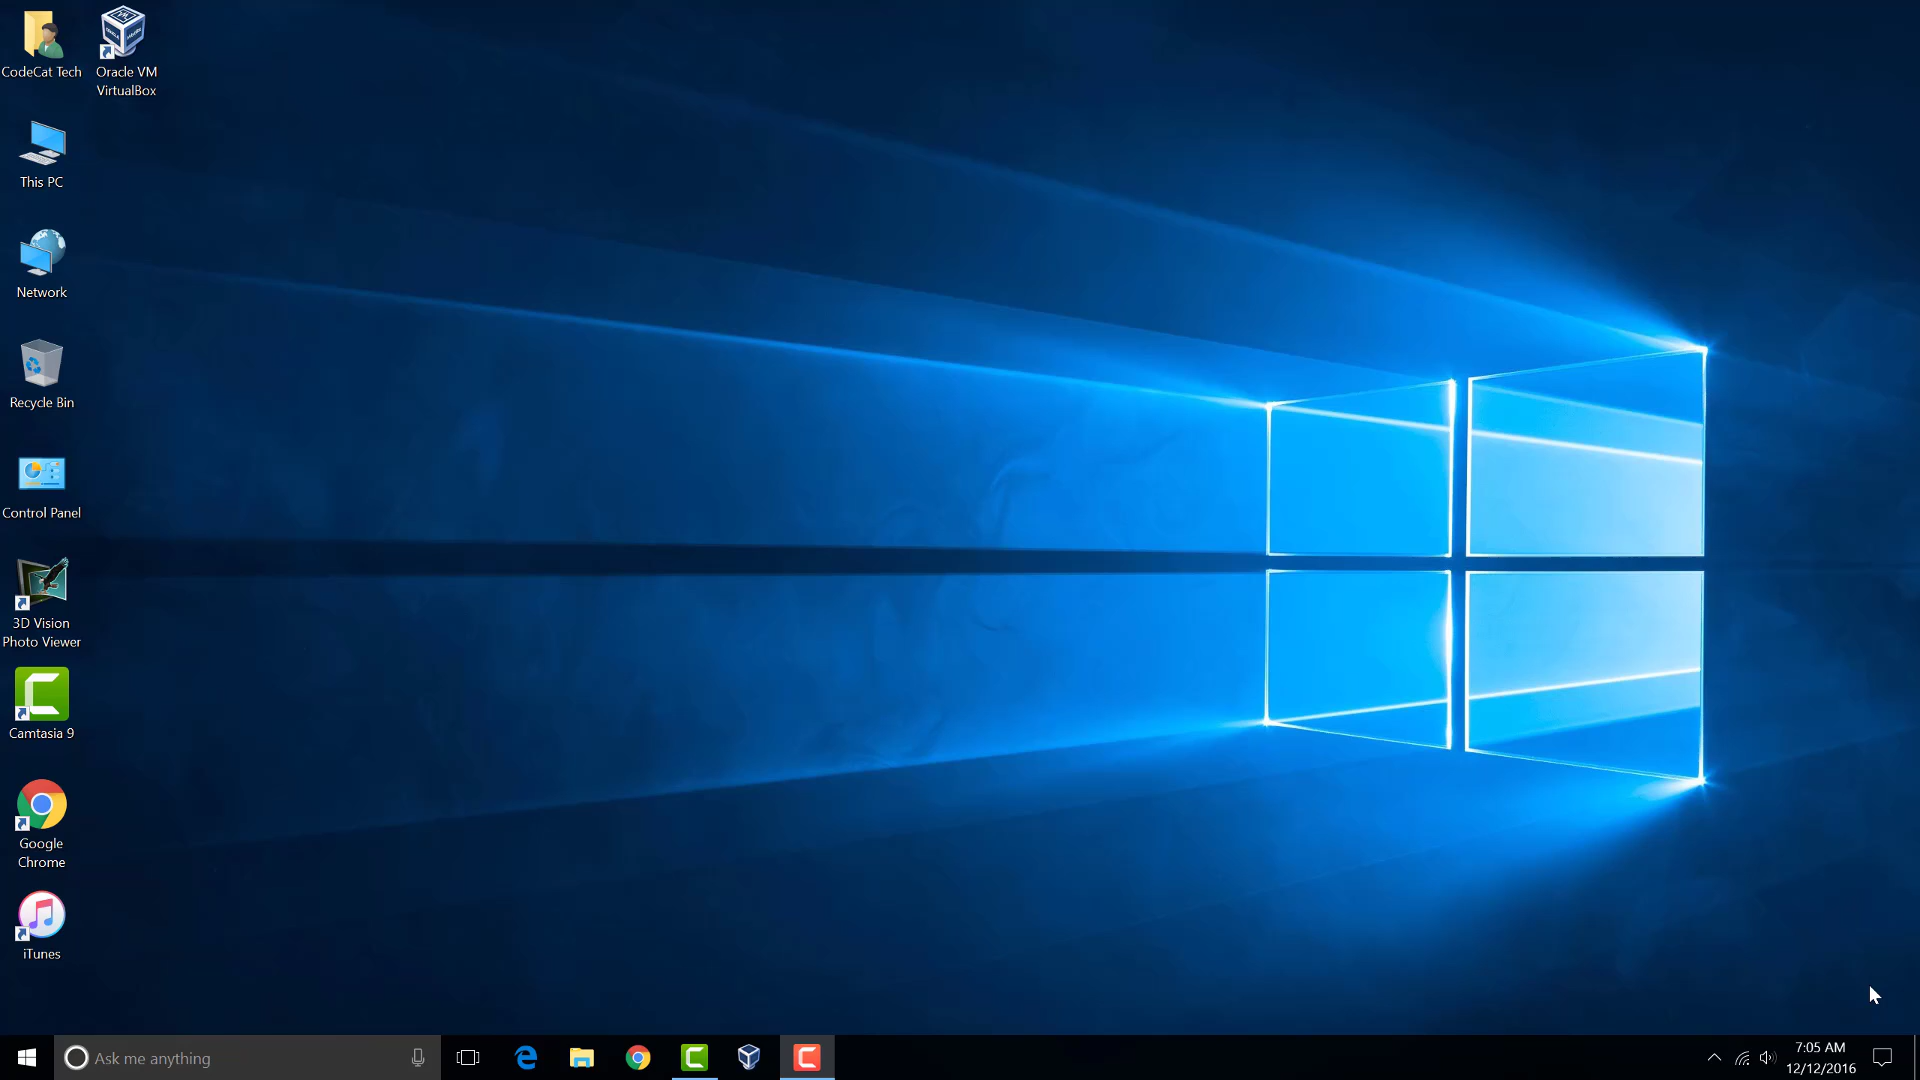 CodeCat Tech
Oracle VM
VirtualBox
This PC
Network
Recycle Bin
Control Panel
3D Vision
Photo Viewer
Camtasia 9
Google
Chrome
iTunes
Ask me anything
7:05 AM
12/12/2016